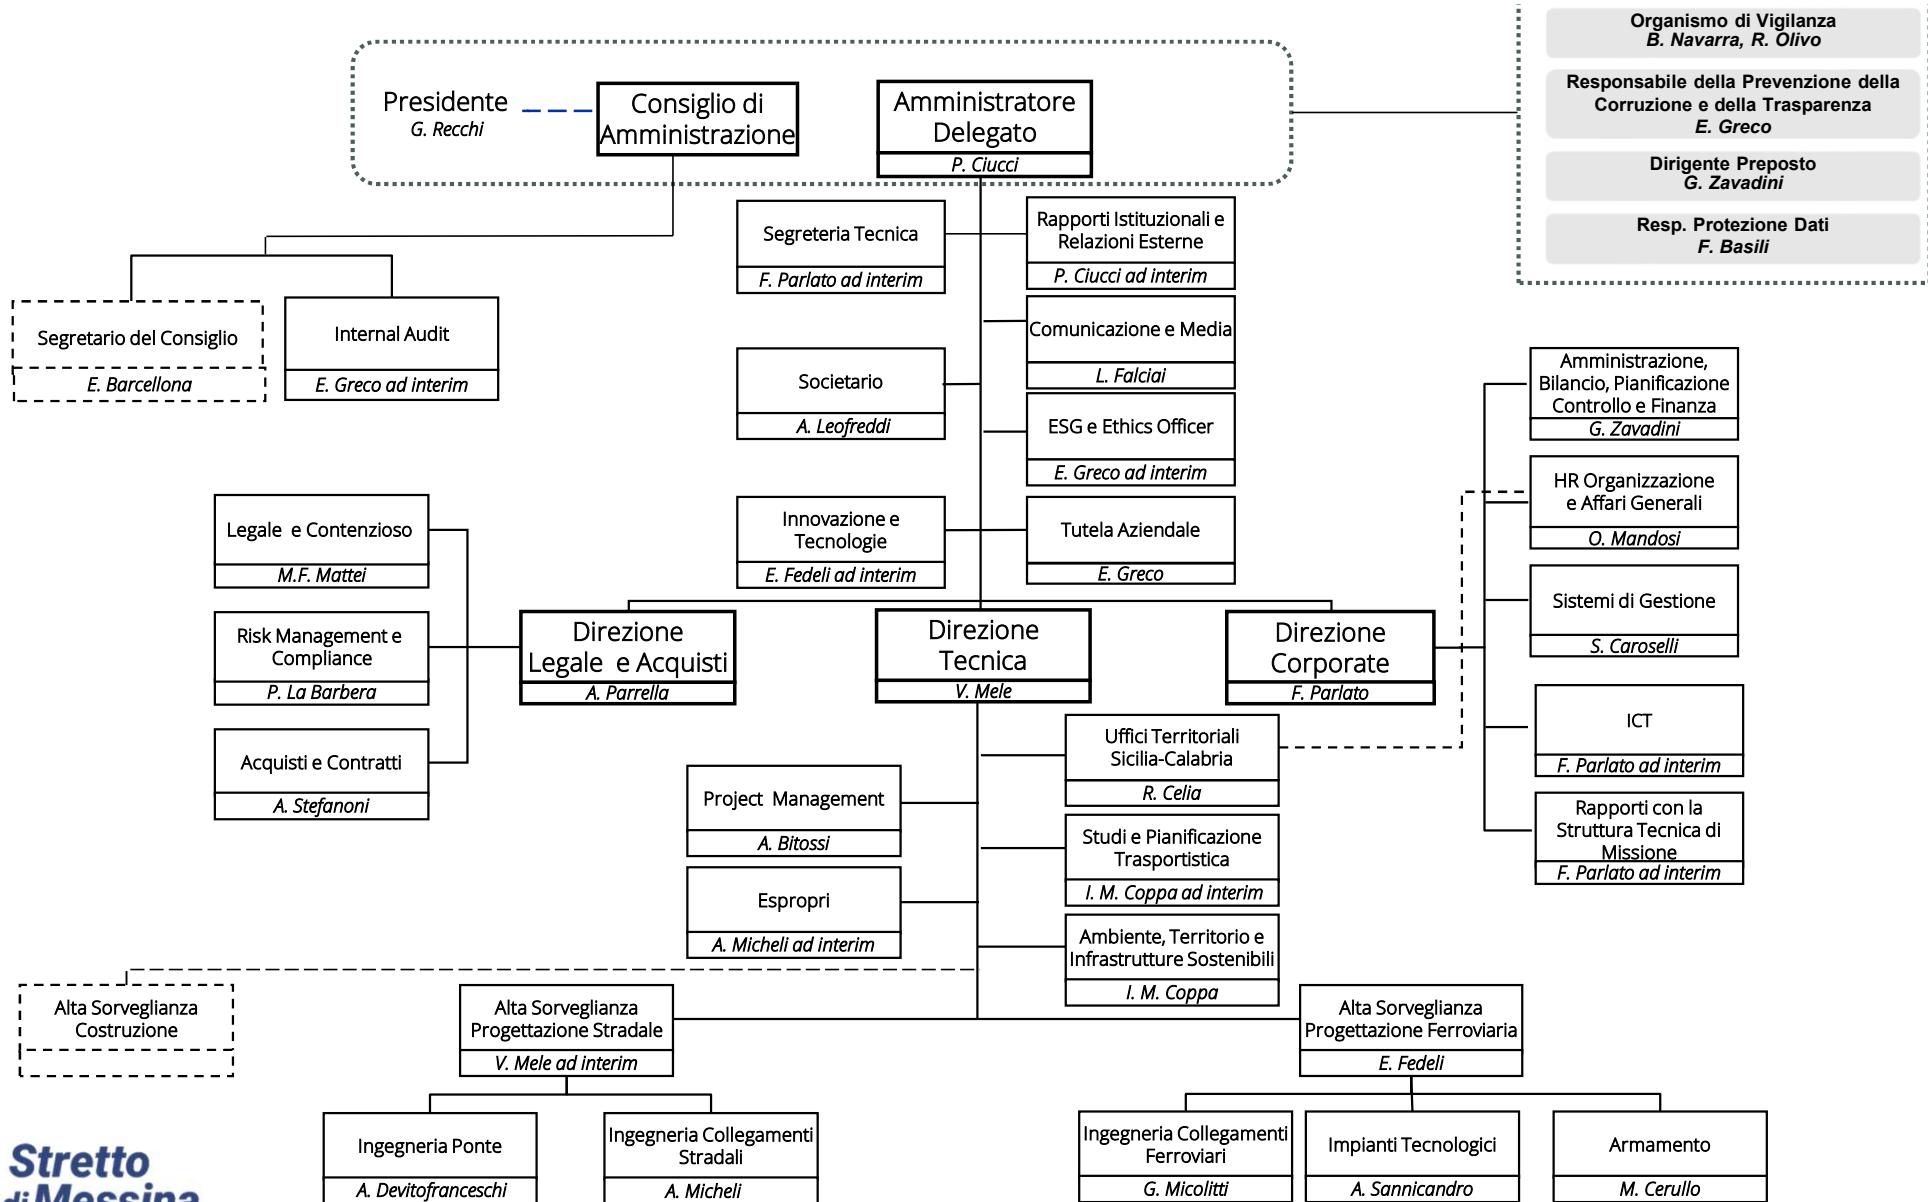 Organismo di Vigilanza
B. Navarra, R. Olivo
Responsabile della Prevenzione della
Corruzione e della Trasparenza
E. Greco
Dirigente Preposto
G. Zavadini
Resp. Protezione Dati
F. Basili
Presidente
G. Recchi
Consiglio di
Amministrazione
Amministratore
Delegato
P. Ciucci
Segreteria Tecnica
F. Parlato ad interim
Rapporti Istituzionali e
Relazioni Esterne
P. Ciucci ad interim
Segretario del Consiglio
E. Barcellona
Internal Audit
E. Greco ad interim
Comunicazione e Media
L. Falciai
Societario
A. Leofreddi
ESG e Ethics Officer
E. Greco ad interim
Innovazione e
Tecnologie
E. Fedeli ad interim
Tutela Aziendale
E. Greco
Legale e Contenzioso
M.F. Mattei
Risk Management e
Compliance
P. La Barbera
Acquisti e Contratti
A. Stefanoni
Direzione
Legale e Acquisti
A. Parrella
Direzione
Tecnica
V. Mele
Direzione
Corporate
F. Parlato
Amministrazione,
Bilancio, Pianificazione
Controllo e Finanza
G. Zavadini
HR Organizzazione
e Affari Generali
O. Mandosi
Sistemi di Gestione
S. Caroselli
ICT
F. Parlato ad interim
Rapporti con la
Struttura Tecnica di
Missione
F. Parlato ad interim
Uffici Territoriali
Sicilia-Calabria
R. Celia
Project Management
A. Bitossi
Studi e Pianificazione
Trasportistica
I. M. Coppa ad interim
Espropri
A. Micheli ad interim
Ambiente, Territorio e
Infrastrutture Sostenibili
I. M. Coppa
Alta Sorveglianza
Costruzione
Alta Sorveglianza
Progettazione Stradale
V. Mele ad interim
Alta Sorveglianza
Progettazione Ferroviaria
E. Fedeli
Ingegneria Ponte
A. Devitofranceschi
Ingegneria Collegamenti
Stradali
A. Micheli
Ingegneria Collegamenti
Ferroviari
G. Micolitti
Impianti Tecnologici
A. Sannicandro
Armamento
M. Cerullo
Stretto
di Messina